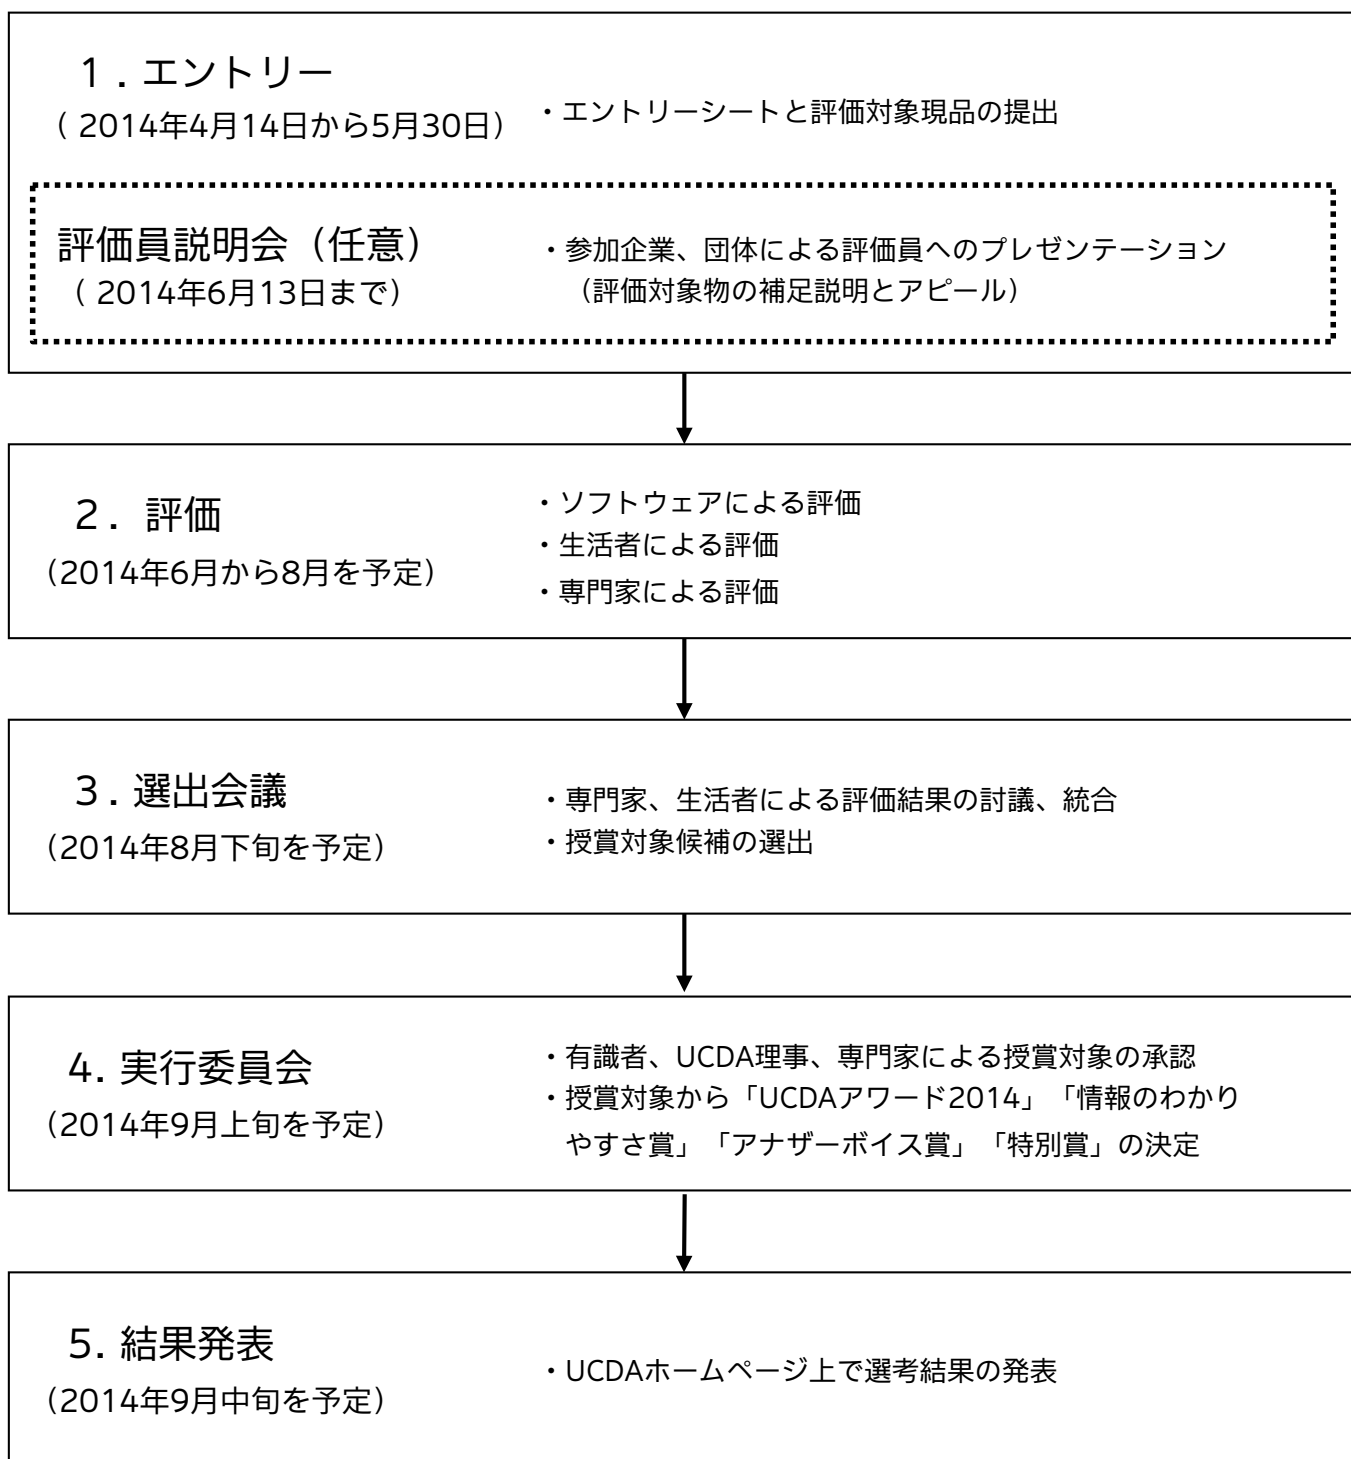 １. エントリー
（ 2014年4月14日から5月30日）
・エントリーシートと評価対象現品の提出
評価員説明会（任意）
（ 2014年6月13日まで）
・参加企業、団体による評価員へのプレゼンテーション
（評価対象物の補足説明とアピール）
２. 評価
（2014年6月から8月を予定）
・ソフトウェアによる評価
・生活者による評価
・専門家による評価
３. 選出会議
（2014年8月下旬を予定）
・専門家、生活者による評価結果の討議、統合
・授賞対象候補の選出
4. 実行委員会
（2014年9月上旬を予定）
・有識者、UCDA理事、専門家による授賞対象の承認
・授賞対象から「UCDAアワード2014」「情報のわかり
やすさ賞」「アナザーボイス賞」「特別賞」の決定
5. 結果発表
（2014年9月中旬を予定）
・UCDAホームページ上で選考結果の発表